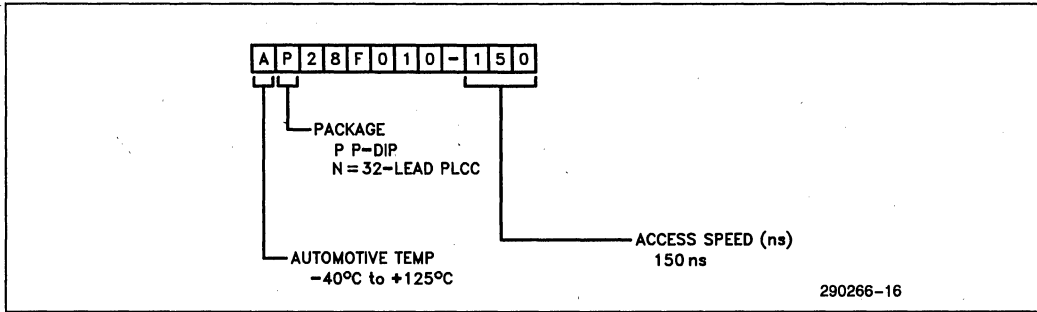 AP28F010-150
PACKAGE
P P-DIP
N = 32-LEAD PLCC
ACCESS SPEED (ns)
150 ns
AUTOMOTIVE TEMP
-40°C to +125°C
290266-16